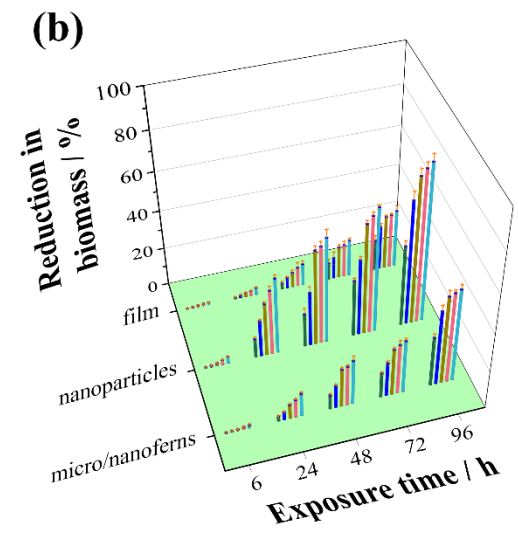 (b)
Reduction in
biomass / %
100
80
60
40
20
0
film
nanoparticles
micro/nanoferns
6
24
48
72
96
Exposure time / h